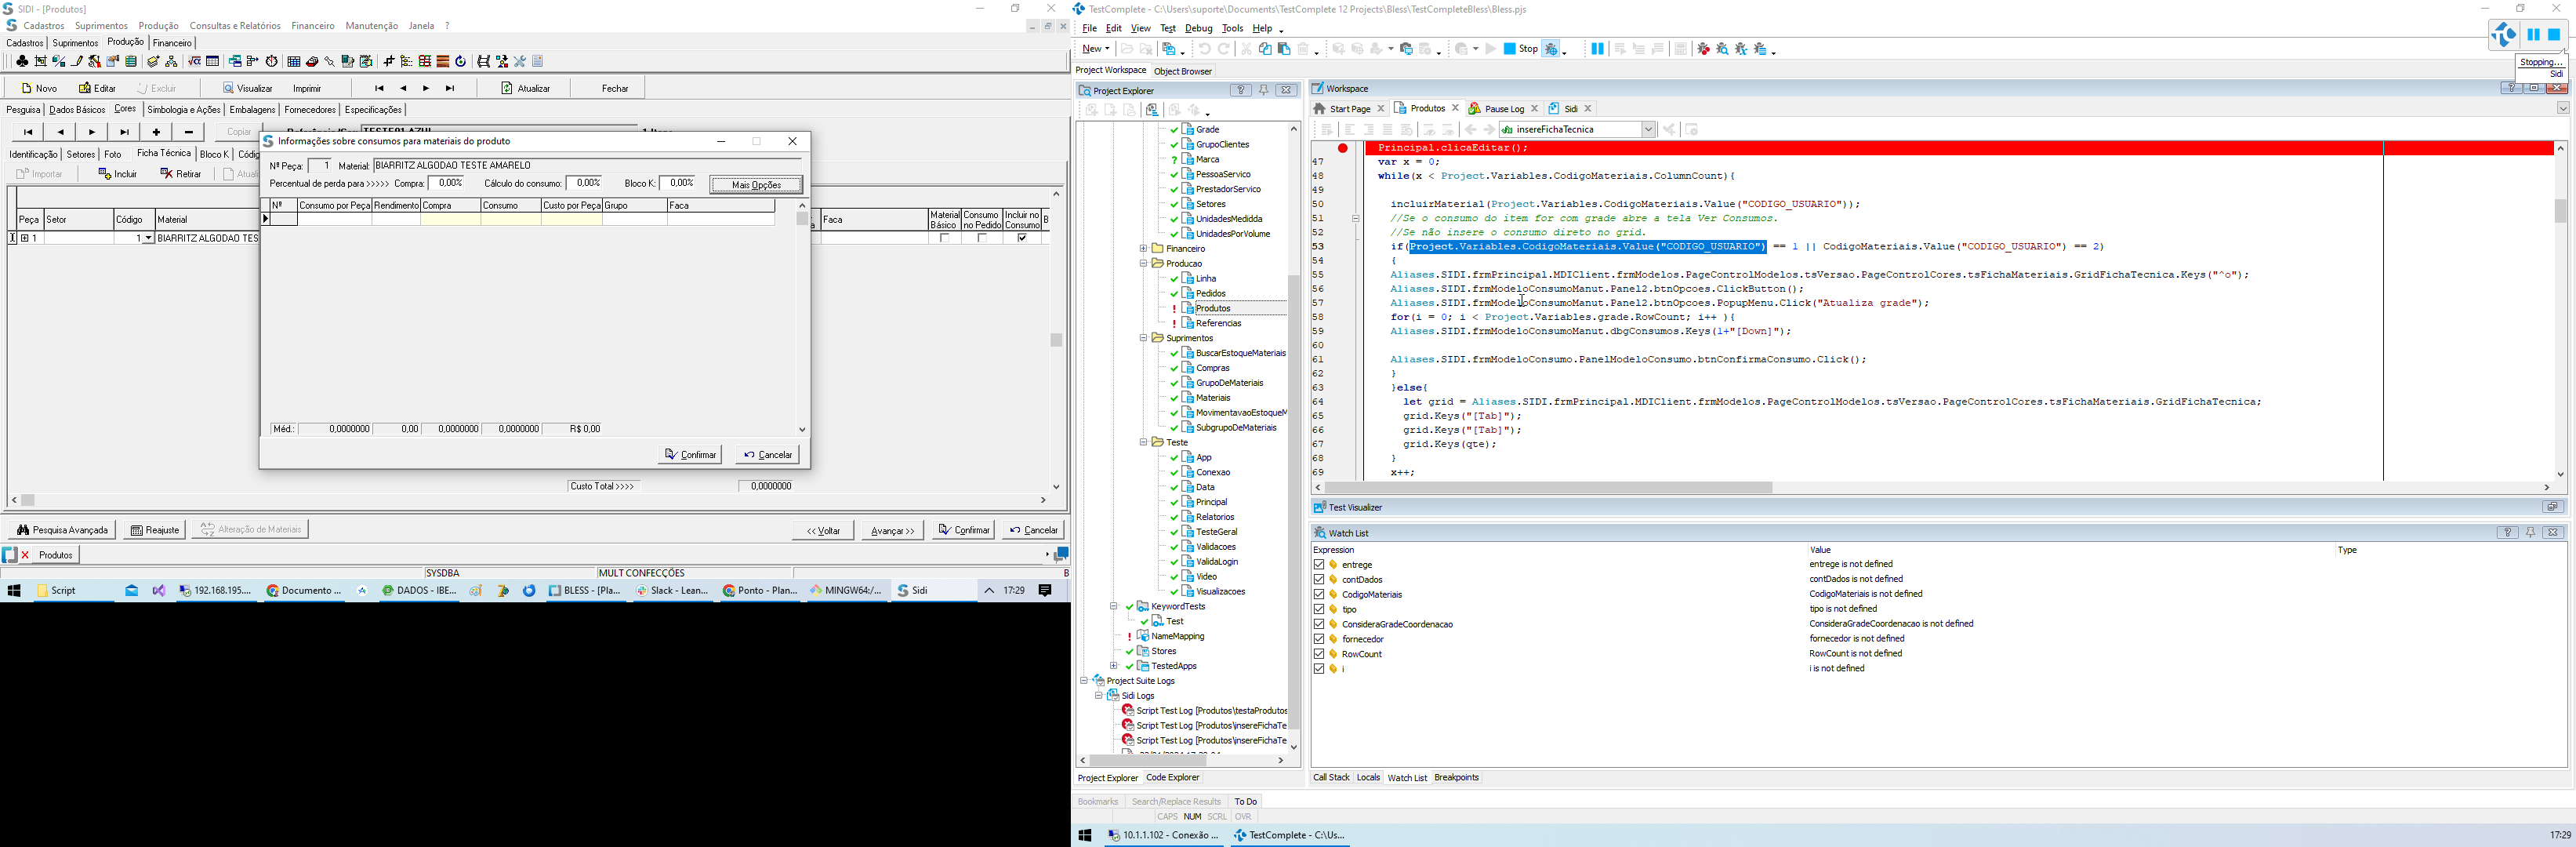 SIDI - [Produtos]
Cadastros Suprimentos Produção Consultas e Relatórios Financeiro Manutenção Janela ?
Cadastros Suprimentos Produção Financeiro
Novo Editar Excluir Visualizar Imprimir Atualizar Fechar
Pesquisa Dados Básicos Cores Simbologia e Ações Embalagens Fornecedores Especificações
Copiar
Identificação Setores Foto Ficha Técnica Bloco K
Importar Incluir Retirar
Peça Setor Código Material
1 1 BIARRITZ ALGODAO TES
Informações sobre consumos para materiais do produto
Nº Peça: 1 Material: BIARRITZ ALGODAO TESTE AMARELO
Percentual de perda para >>>>> Compra: 0,00% Cálculo do consumo: 0,00% Bloco K: 0,00% Mais Opções
Nº Consumo por Peça Rendimento Compra Consumo Custo por Peça Grupo Faca
Méd.: 0,0000000 0,00 0,0000000 0,0000000 R$ 0,00
Confirmar Cancelar
Faca Material Básico Consumo no Pedido Incluir no Consumo B
Custo Total >>>> 0,0000000
Pesquisa Avançada Reajuste Alteração de Materiais << Voltar Avançar >> Confirmar Cancelar
Produtos
SYSDBA MULT CONFECÇÕES B
Script 192.168.195.... Documento ... DADOS - IBE... BLESS - [Pla... Slack - Lean... Ponto - Plan... MINGW64:/... Sidi 17:29
TestComplete - C:\Users\suporte\Documents\TestComplete 12 Projects\Bless\TestCompleteBless\Bless.pjs
File Edit View Test Debug Tools Help
New Stop
Stopping...
Sidi
Project Workspace Object Browser
Project Explorer
Grade
GrupoClientes
Marca
PessoaServico
PrestadorServico
Setores
UnidadesMedidda
UnidadesPorVolume
Financeiro
Producao
Linha
Pedidos
Produtos
Referencias
Suprimentos
BuscarEstoqueMateriais
Compras
GrupoDeMateriais
Materiais
MovimentavaoEstoqueM
SubgrupoDeMateriais
Teste
App
Conexao
Data
Principal
Relatorios
TesteGeral
Validacoes
ValidaLogin
Video
Visualizacoes
KeywordTests
Test
NameMapping
Stores
TestedApps
Project Suite Logs
Sidi Logs
Script Test Log [Produtos\testaProdutos
Script Test Log [Produtos\insereFichaTe
Script Test Log [Produtos\insereFichaTe
Project Explorer Code Explorer
Workspace
Start Page Produtos Pause Log Sidi
insereFichaTecnica
Principal.clicaEditar();
47 var x = 0;
48 while(x < Project.Variables.CodigoMateriais.ColumnCount){
49
50 incluirMaterial(Project.Variables.CodigoMateriais.Value("CODIGO_USUARIO"));
51 //Se o consumo do item for com grade abre a tela Ver Consumos.
52 //Se não insere o consumo direto no grid.
53 if(Project.Variables.CodigoMateriais.Value("CODIGO_USUARIO") == 1 || CodigoMateriais.Value("CODIGO_USUARIO") == 2)
54 {
55 Aliases.SIDI.frmPrincipal.MDIClient.frmModelos.PageControlModelos.tsVersao.PageControlCores.tsFichaMateriais.GridFichaTecnica.Keys("^o");
56 Aliases.SIDI.frmModeloConsumoManut.Panel2.btnOpcoes.ClickButton();
57 Aliases.SIDI.frmModeloConsumoManut.Panel2.btnOpcoes.PopupMenu.Click("Atualiza grade");
58 for(i = 0; i < Project.Variables.grade.RowCount; i++ ){
59 Aliases.SIDI.frmModeloConsumoManut.dbgConsumos.Keys(1+"[Down]");
60
61 Aliases.SIDI.frmModeloConsumo.PanelModeloConsumo.btnConfirmaConsumo.Click();
62 }
63 }else{
64 let grid = Aliases.SIDI.frmPrincipal.MDIClient.frmModelos.PageControlModelos.tsVersao.PageControlCores.tsFichaMateriais.GridFichaTecnica;
65 grid.Keys("[Tab]");
66 grid.Keys("[Tab]");
67 grid.Keys(qte);
68 }
69 x++;
Test Visualizer
Watch List
Expression Value Type
entrege entrege is not defined
contDados contDados is not defined
CodigoMateriais CodigoMateriais is not defined
tipo tipo is not defined
ConsideraGradeCoordenacao ConsideraGradeCoordenacao is not defined
fornecedor fornecedor is not defined
RowCount RowCount is not defined
i i is not defined
Call Stack Locals Watch List Breakpoints
Bookmarks Search/Replace Results To Do
CAPS NUM SCRL OVR
10.1.1.102 - Conexão ... TestComplete - C:\Us... 17:29